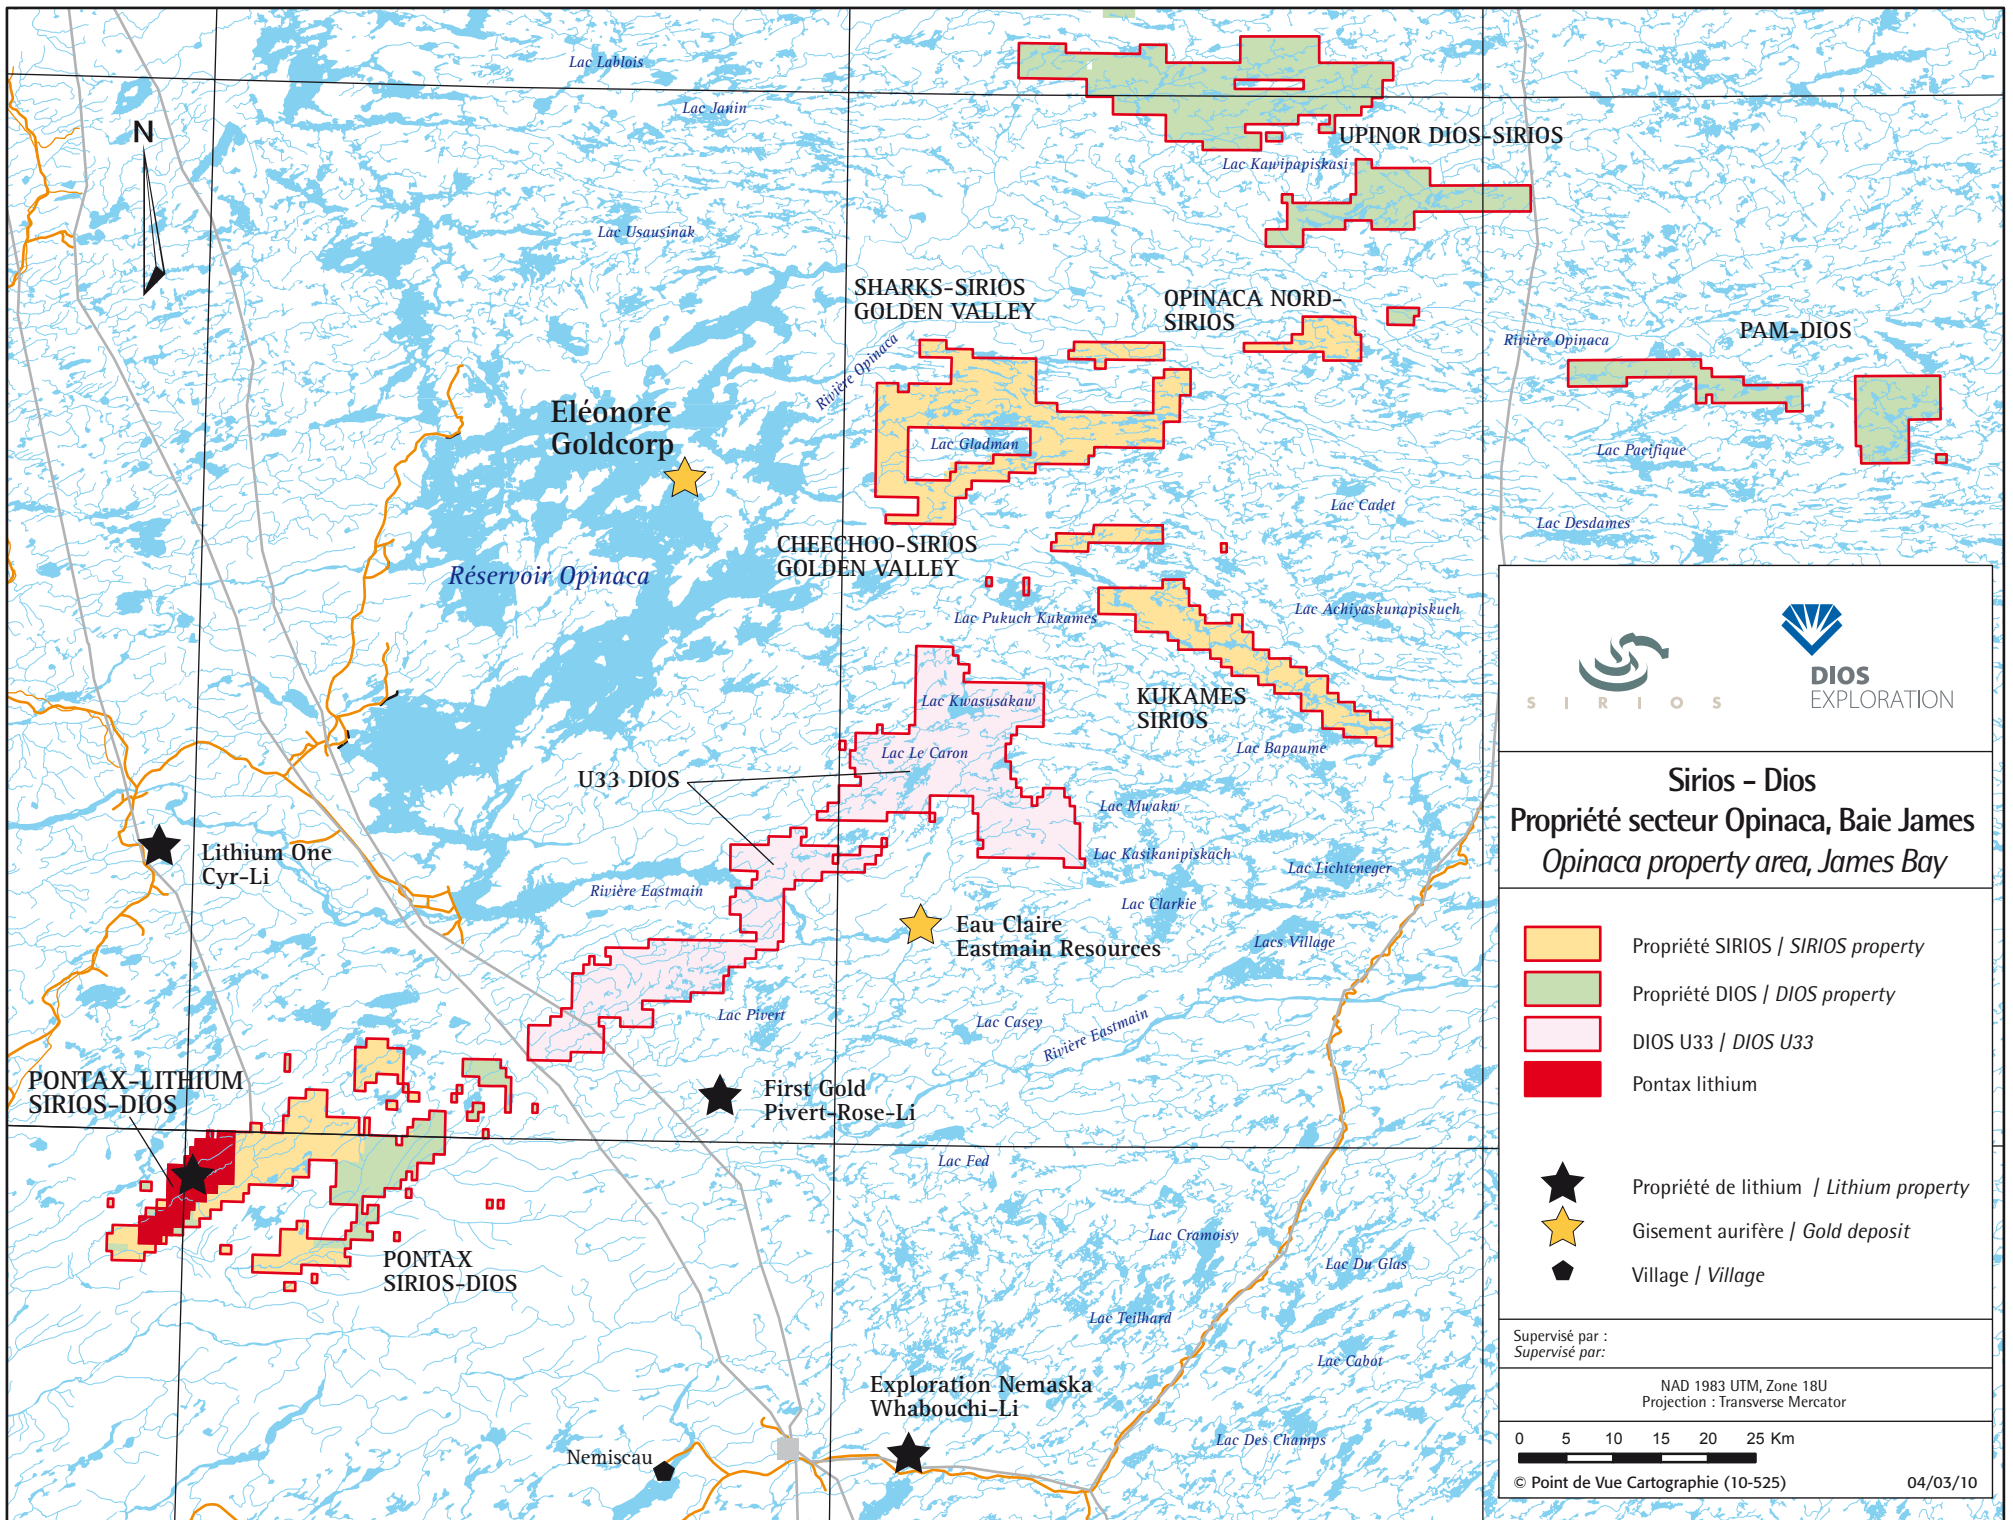 Lac Lablois
Lac Janin
N
UPINOR DIOS-SIRIOS
Lac Kawipapiskasi
Lac Usausinak
SHARKS-SIRIOS
GOLDEN VALLEY
OPINACA NORD-
SIRIOS
PAM-DIOS
Rivière Opinaca
Rivière Opinaca
Eléonore
Goldcorp
Lac Gladman
Lac Pacifique
Lac Cadet
Lac Desdames
CHEECHOO-SIRIOS
GOLDEN VALLEY
Réservoir Opinaca
Lac Pukuch Kukames
Lac Achiyaskunapiskuch
KUKAMES
SIRIOS
Lac Kwasusakaw
Lac Bapaume
Lac Le Caron
U33 DIOS
Lac Mwakw
Lithium One
Cyr-Li
Lac Kasikanipiskach
Lac Lichteneger
Rivière Eastmain
Lac Clarkie
Eau Claire
Eastmain Resources
Lacs Village
Lac Pivert
Lac Casey
Rivière Eastmain
PONTAX-LITHIUM
SIRIOS-DIOS
First Gold
Pivert-Rose-Li
Lac Fed
PONTAX
SIRIOS-DIOS
Lac Cramoisy
Lac Du Glas
Lac Teilhard
Lac Cabot
Exploration Nemaska
Whabouchi-Li
Lac Des Champs
Nemiscau
SIRIOS
DIOS
EXPLORATION
Sirios - Dios
Propriété secteur Opinaca, Baie James
Opinaca property area, James Bay
Propriété SIRIOS / SIRIOS property
Propriété DIOS / DIOS property
DIOS U33 / DIOS U33
Pontax lithium
Propriété de lithium / Lithium property
Gisement aurifère / Gold deposit
Village / Village
Supervisé par :
Supervisé par:
NAD 1983 UTM, Zone 18U
Projection : Transverse Mercator
0 5 10 15 20 25 Km
© Point de Vue Cartographie (10-525) 04/03/10